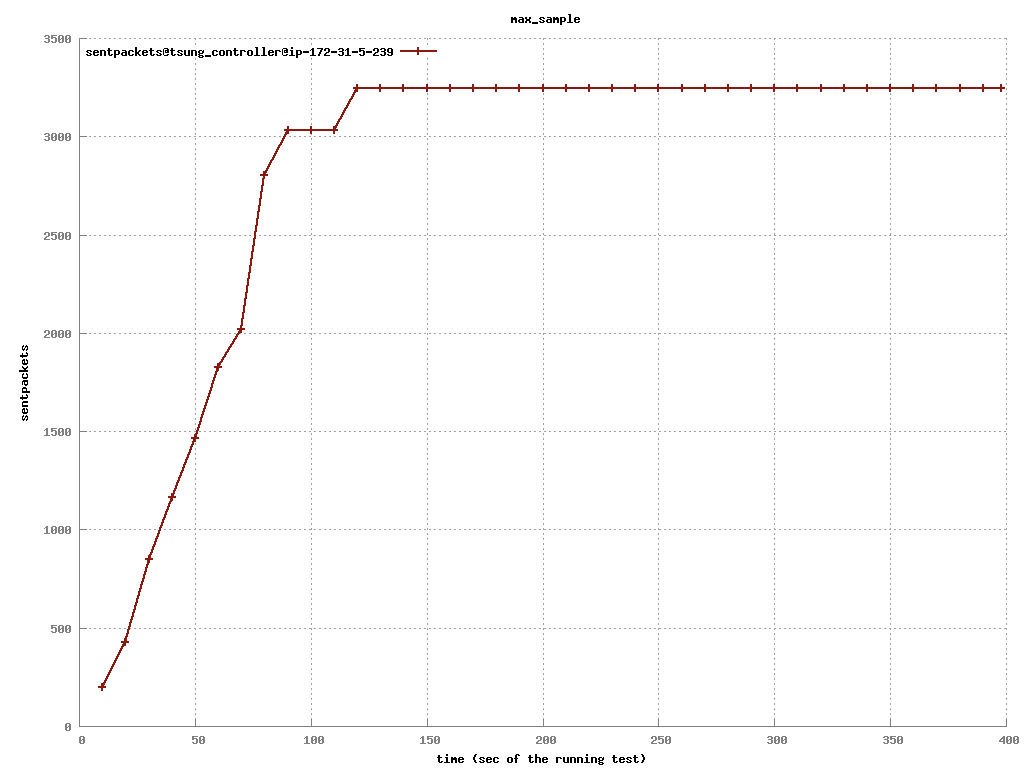 max_sample
3500
sentpackets@tsung_controller@ip-172-31-5-239
3000
2500
2000
sentpackets
1500
1000
500
0
0 50 100 150 200 250 300 350 400
time (sec of the running test)